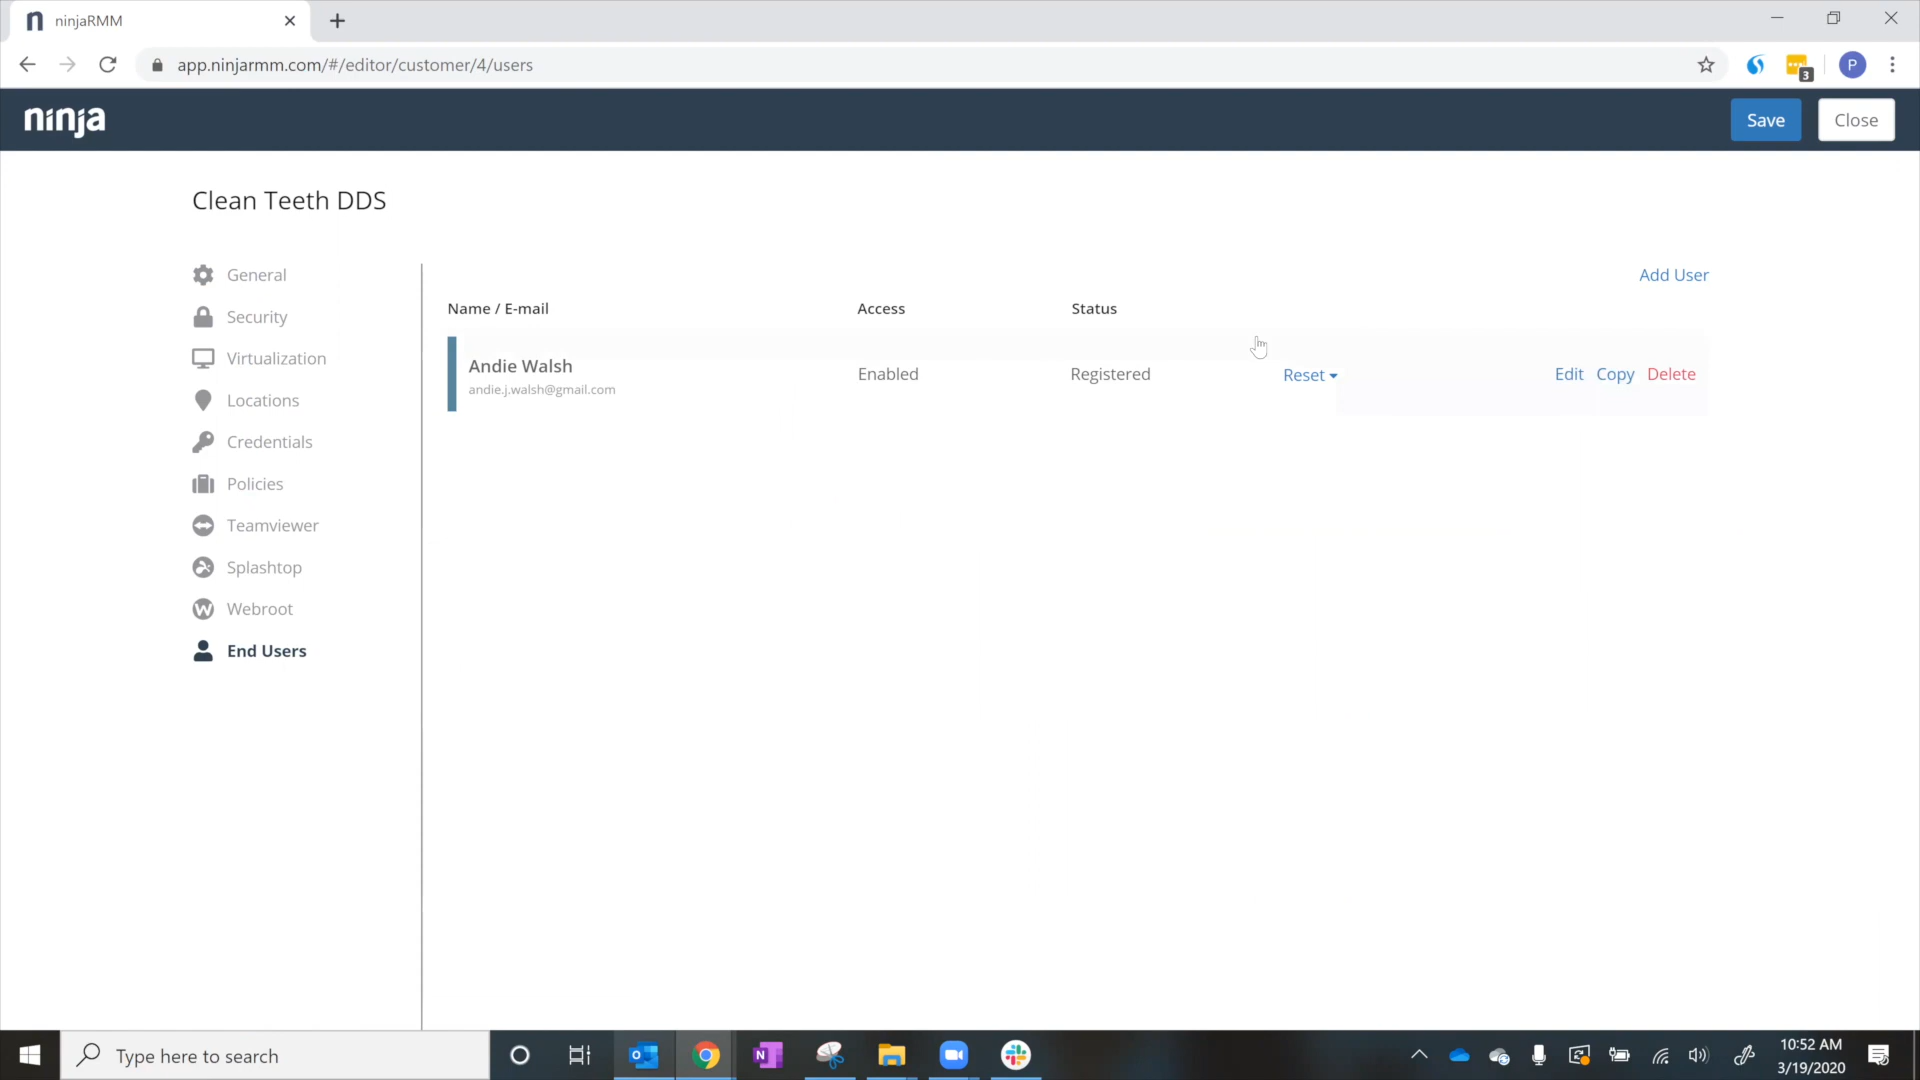 ninjaRMM
app.ninjarmm.com/#/editor/customer/4/users
P
3
ninja
Save
Close
Clean Teeth DDS
General
Security
Virtualization
Locations
Credentials
Policies
Teamviewer
Splashtop
Webroot
End Users
Add User
Name / E-mail
Access
Status
Andie Walsh
andie.j.walsh@gmail.com
Enabled
Registered
Reset
Edit Copy Delete
Type here to search
10:52 AM
3/19/2020